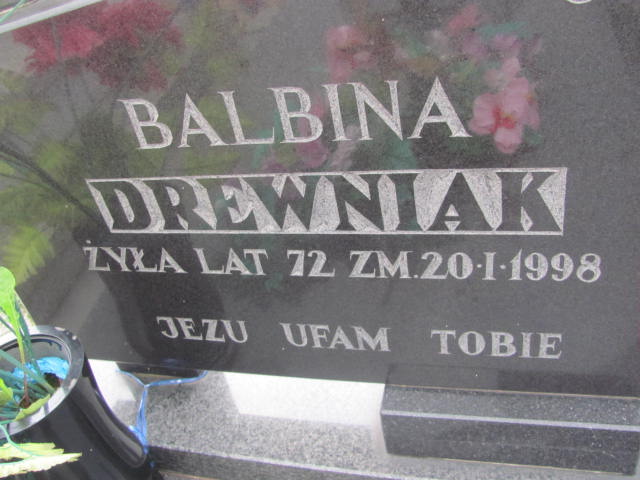 BALBINA
DREWNIAK
ŻYŁA LAT 72 ZM. 20·I·1998
JEZU UFAM TOBIE